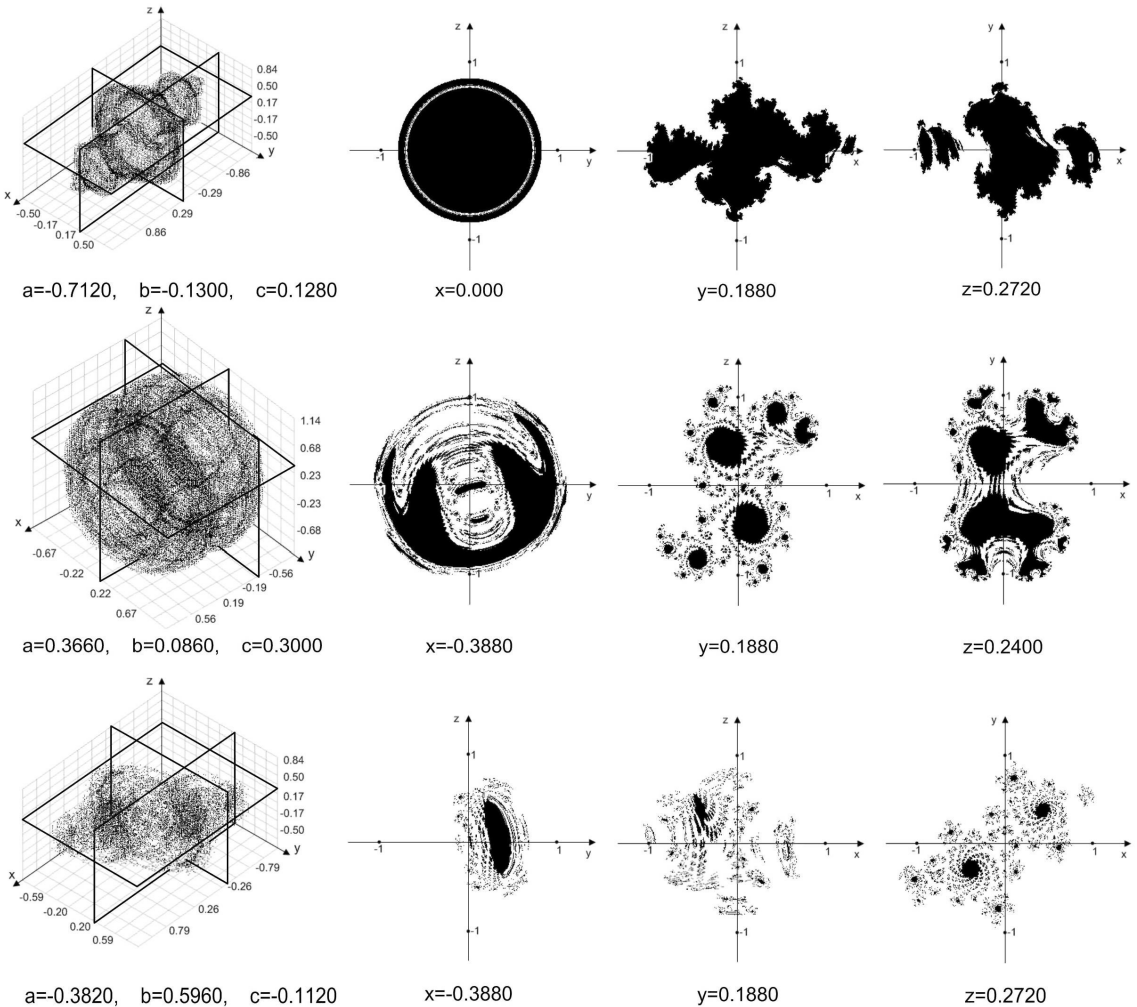 z
z
z
y
0.84
0.50
0.17
-0.17
-0.50
y
x
-0.86
-0.29
0.29
0.86
-0.50
-0.17
0.17
0.50
1
-1
1
-1
y
1
-1
1
-1
x
1
-1
1
-1
x
a=-0.7120, b=-0.1300, c=0.1280
x=0.000
y=0.1880
z=0.2720
z
z
z
y
1.14
0.68
0.23
-0.23
-0.68
y
x
-0.67
-0.22
0.22
0.67
-0.56
-0.19
0.19
0.56
1
-1
1
-1
y
1
-1
1
-1
x
1
-1
1
-1
x
a=0.3660, b=0.0860, c=0.3000
x=-0.3880
y=0.1880
z=0.2400
z
z
z
y
0.84
0.50
0.17
-0.17
-0.50
y
x
-0.79
-0.26
0.26
0.79
-0.59
-0.20
0.20
0.59
1
-1
1
-1
y
1
-1
1
-1
x
1
-1
1
-1
x
a=-0.3820, b=0.5960, c=-0.1120
x=-0.3880
y=0.1880
z=0.2720